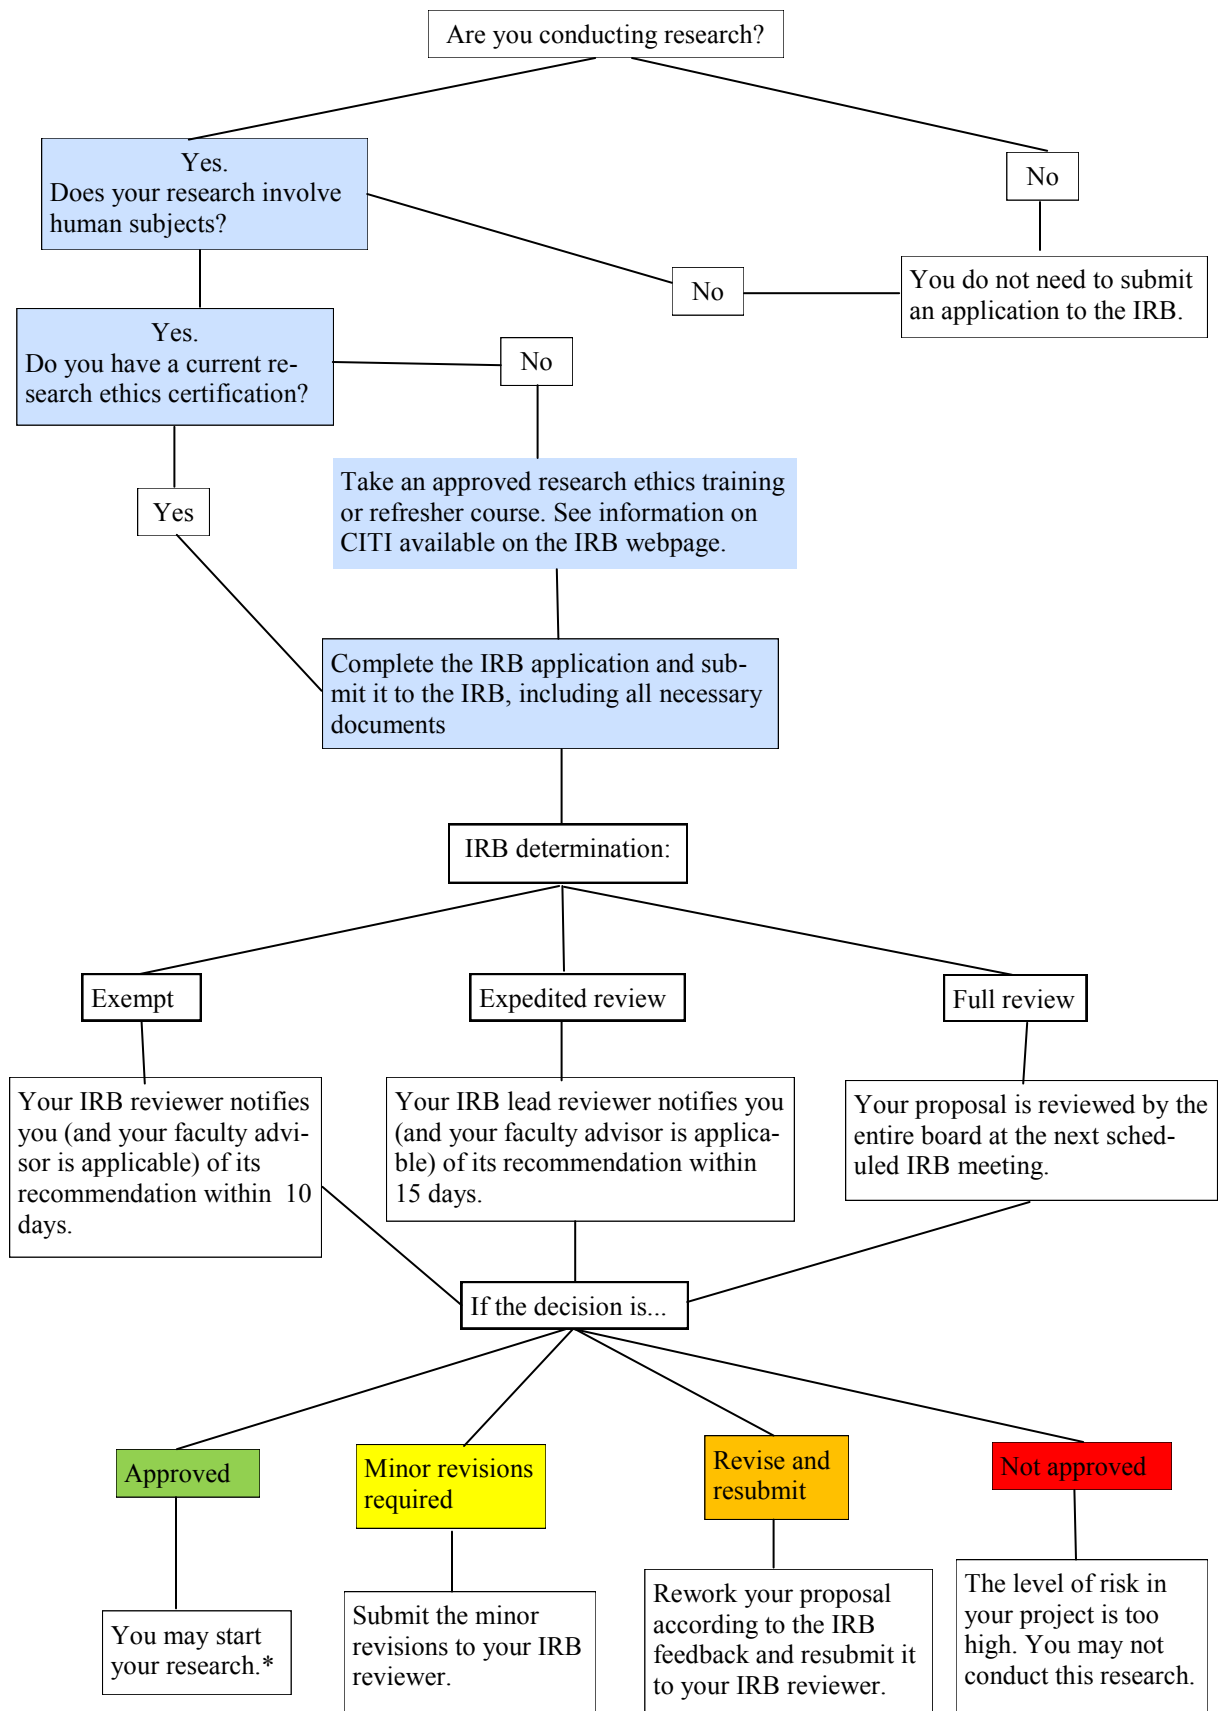 Are you conducting research?
Yes.
Does your research involve
human subjects?
No
No
You do not need to submit
an application to the IRB.
Yes.
Do you have a current re-
search ethics certification?
No
Yes
Take an approved research ethics training
or refresher course. See information on
CITI available on the IRB webpage.
Complete the IRB application and sub-
mit it to the IRB, including all necessary
documents
IRB determination:
Exempt
Expedited review
Full review
Your IRB reviewer notifies
you (and your faculty advi-
sor is applicable) of its
recommendation within  10
days.
Your IRB lead reviewer notifies you
(and your faculty advisor is applica-
ble) of its recommendation within
15 days.
Your proposal is reviewed by the
entire board at the next sched-
uled IRB meeting.
If the decision is...
Approved
Minor revisions
required
Revise and
resubmit
Not approved
You may start
your research.*
Submit the minor
revisions to your IRB
reviewer.
Rework your proposal
according to the IRB
feedback and resubmit it
to your IRB reviewer.
The level of risk in
your project is too
high. You may not
conduct this research.